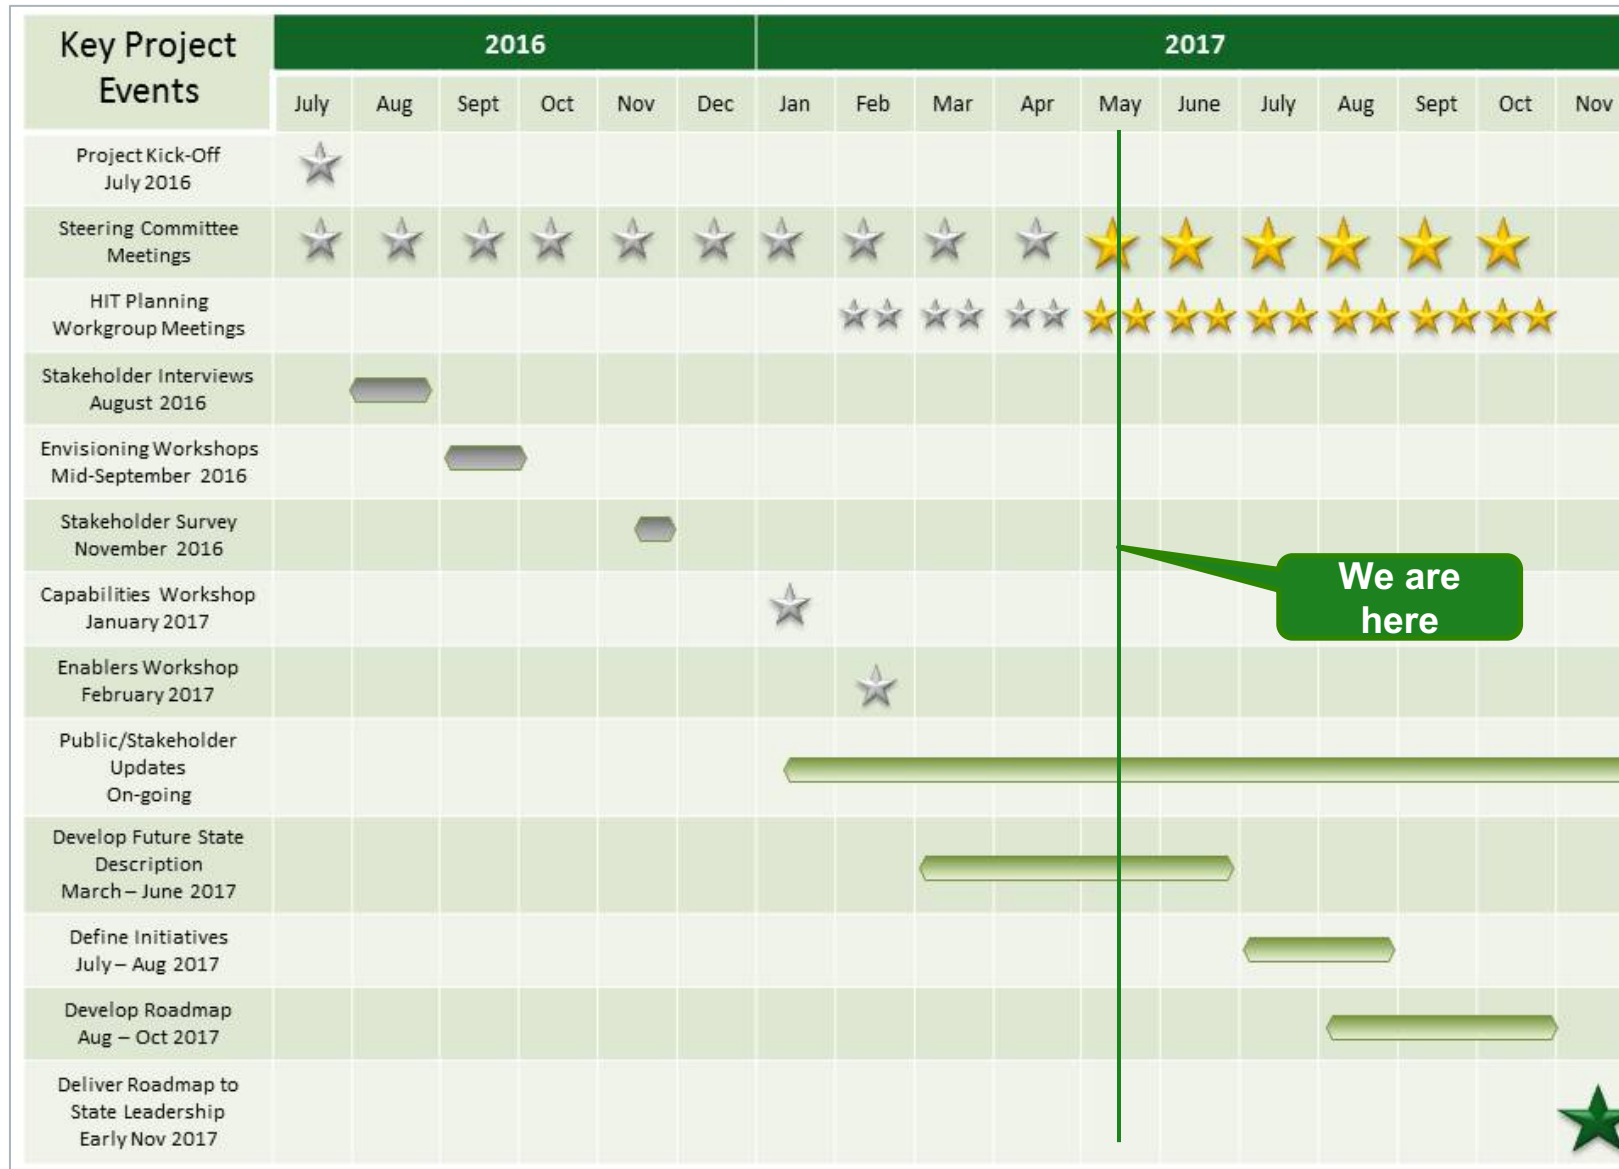 Key Project
Events
2016
2017
July Aug Sept Oct Nov Dec Jan Feb Mar Apr May June July Aug Sept Oct Nov
Project Kick-Off
July 2016
Steering Committee
Meetings
HIT Planning
Workgroup Meetings
Stakeholder Interviews
August 2016
Envisioning Workshops
Mid-September 2016
Stakeholder Survey
November 2016
We are
here
Capabilities Workshop
January 2017
Enablers Workshop
February 2017
Public/Stakeholder
Updates
On-going
Develop Future State
Description
March – June 2017
Define Initiatives
July – Aug 2017
Develop Roadmap
Aug – Oct 2017
Deliver Roadmap to
State Leadership
Early Nov 2017